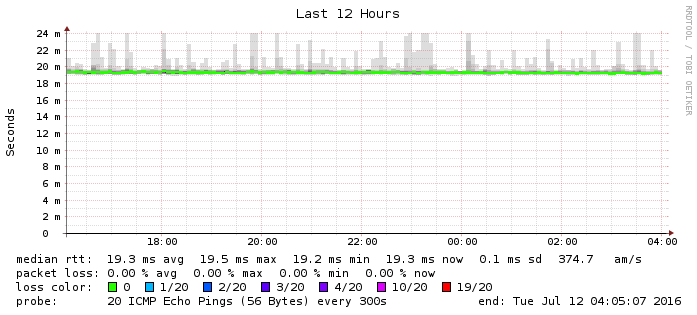 Last 12 Hours
RRDTOOL / TOBI OETIKER
Seconds
24 m
22 m
20 m
18 m
16 m
14 m
12 m
10 m
8 m
6 m
4 m
2 m
0
18:00 20:00 22:00 00:00 02:00 04:00
median rtt: 19.3 ms avg 19.5 ms max 19.2 ms min 19.3 ms now 0.1 ms sd 374.7 am/s
packet loss: 0.00 % avg 0.00 % max 0.00 % min 0.00 % now
loss color: 0 1/20 2/20 3/20 4/20 10/20 19/20
probe: 20 ICMP Echo Pings (56 Bytes) every 300s end: Tue Jul 12 04:05:07 2016